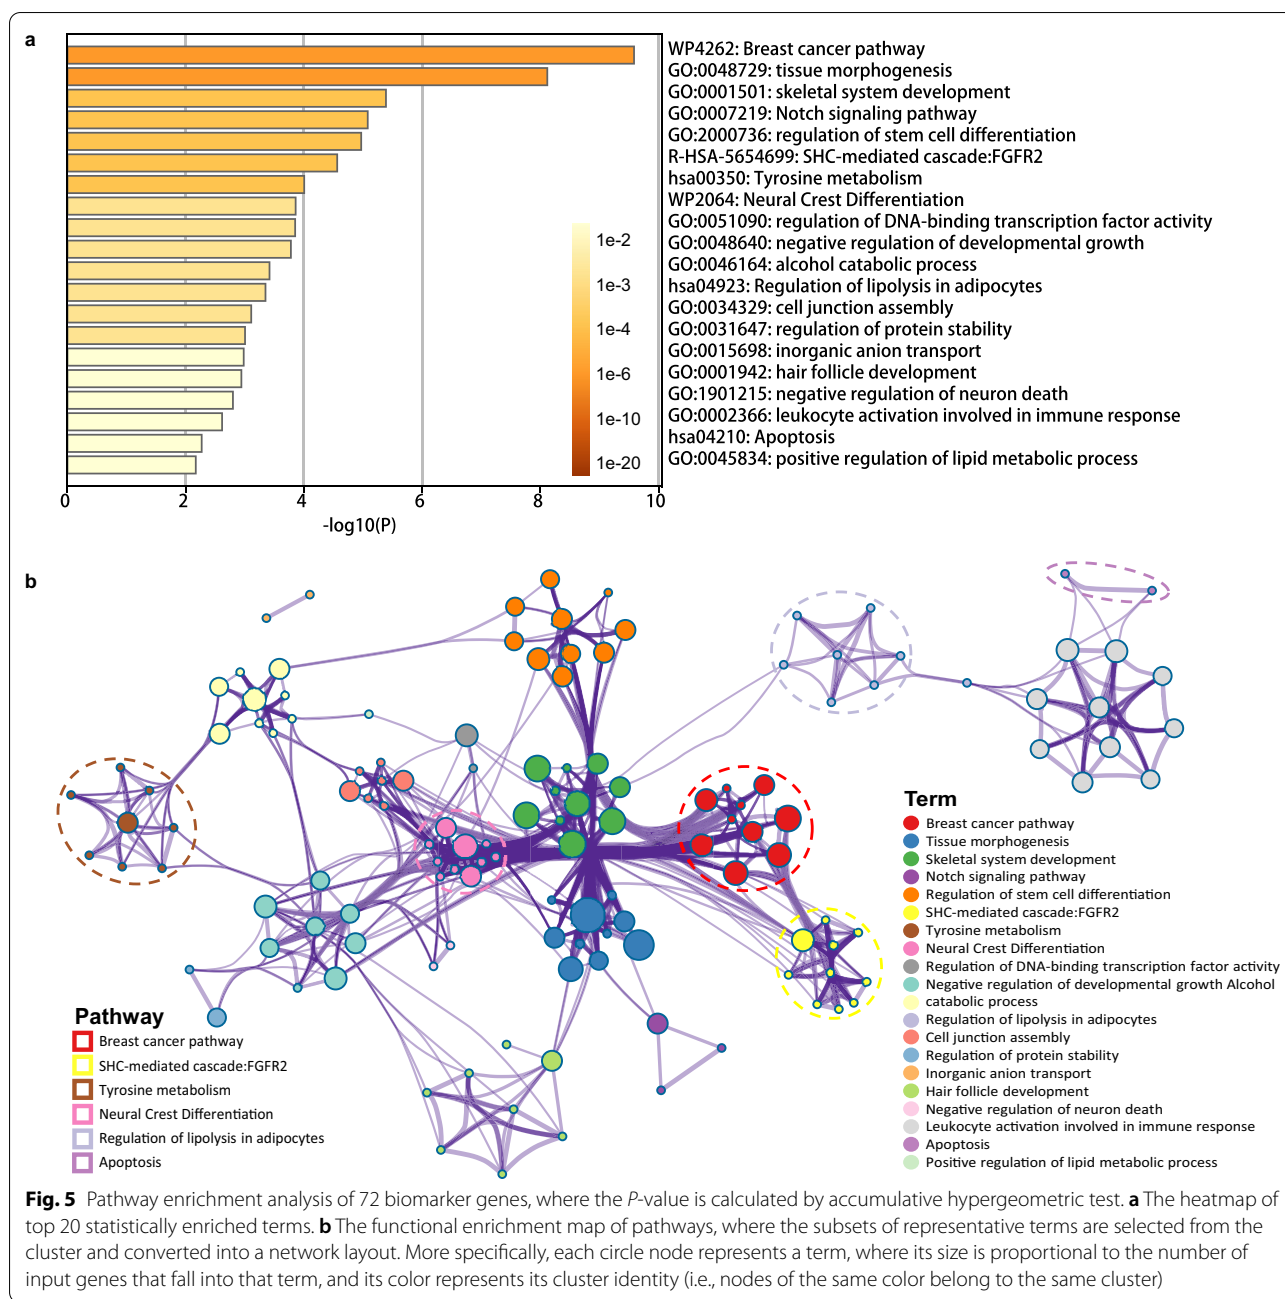 a
WP4262: Breast cancer pathway
GO:0048729: tissue morphogenesis
GO:0001501: skeletal system development
GO:0007219: Notch signaling pathway
GO:2000736: regulation of stem cell differentiation
R-HSA-5654699: SHC-mediated cascade:FGFR2
hsa00350: Tyrosine metabolism
WP2064: Neural Crest Differentiation
GO:0051090: regulation of DNA-binding transcription factor activity
GO:0048640: negative regulation of developmental growth
GO:0046164: alcohol catabolic process
hsa04923: Regulation of lipolysis in adipocytes
GO:0034329: cell junction assembly
GO:0031647: regulation of protein stability
GO:0015698: inorganic anion transport
GO:0001942: hair follicle development
GO:1901215: negative regulation of neuron death
GO:0002366: leukocyte activation involved in immune response
hsa04210: Apoptosis
GO:0045834: positive regulation of lipid metabolic process
1e-2
1e-3
1e-4
1e-6
1e-10
1e-20
0 2 4 6 8 10
-log10(P)
b
Pathway
Breast cancer pathway
SHC-mediated cascade:FGFR2
Tyrosine metabolism
Neural Crest Differentiation
Regulation of lipolysis in adipocytes
Apoptosis
Term
Breast cancer pathway
Tissue morphogenesis
Skeletal system development
Notch signaling pathway
Regulation of stem cell differentiation
SHC-mediated cascade:FGFR2
Tyrosine metabolism
Neural Crest Differentiation
Regulation of DNA-binding transcription factor activity
Negative regulation of developmental growth Alcohol
catabolic process
Regulation of lipolysis in adipocytes
Cell junction assembly
Regulation of protein stability
Inorganic anion transport
Hair follicle development
Negative regulation of neuron death
Leukocyte activation involved in immune response
Apoptosis
Positive regulation of lipid metabolic process
Fig. 5 Pathway enrichment analysis of 72 biomarker genes, where the P-value is calculated by accumulative hypergeometric test. a The heatmap of
top 20 statistically enriched terms. b The functional enrichment map of pathways, where the subsets of representative terms are selected from the
cluster and converted into a network layout. More specifically, each circle node represents a term, where its size is proportional to the number of
input genes that fall into that term, and its color represents its cluster identity (i.e., nodes of the same color belong to the same cluster)